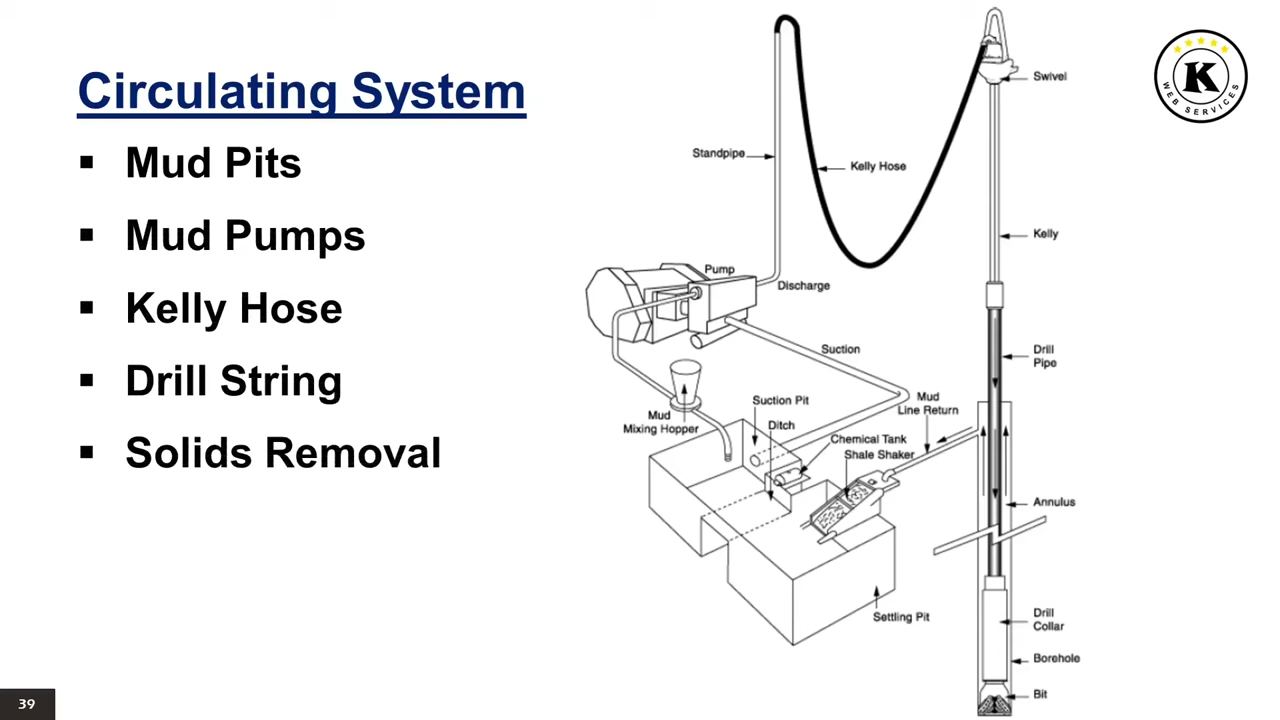 Circulating System
▪ Mud Pits
▪ Mud Pumps
▪ Kelly Hose
▪ Drill String
▪ Solids Removal
Swivel
Standpipe
Kelly Hose
Kelly
Pump
Discharge
Suction
Drill
Pipe
Mud
Line Return
Suction Pit
Mud
Mixing Hopper
Ditch
Chemical Tank
Shale Shaker
Annulus
Settling Pit
Drill
Collar
Borehole
Bit
K
WEB SERVICES
39